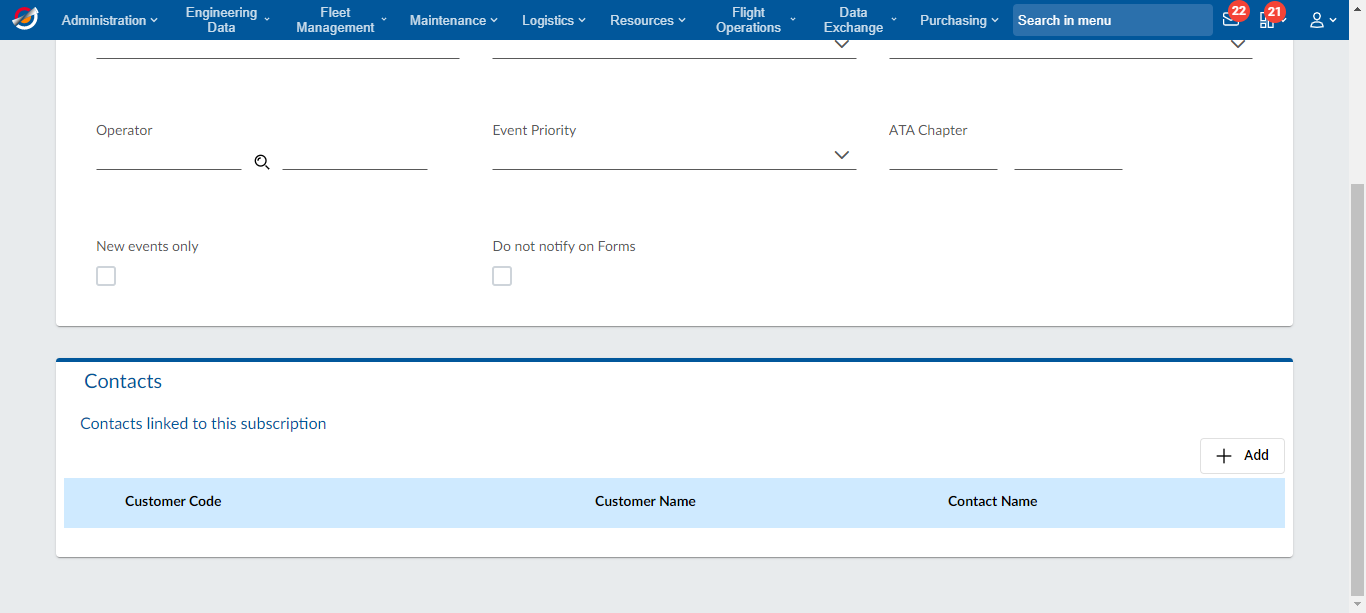 Administration
Engineering
Data
Fleet
Management
Maintenance
Logistics
Resources
Flight
Operations
Data
Exchange
Purchasing
Search in menu
22
21
Operator
Event Priority
ATA Chapter
New events only
Do not notify on Forms
Contacts
Contacts linked to this subscription
Add
Customer Code
Customer Name
Contact Name